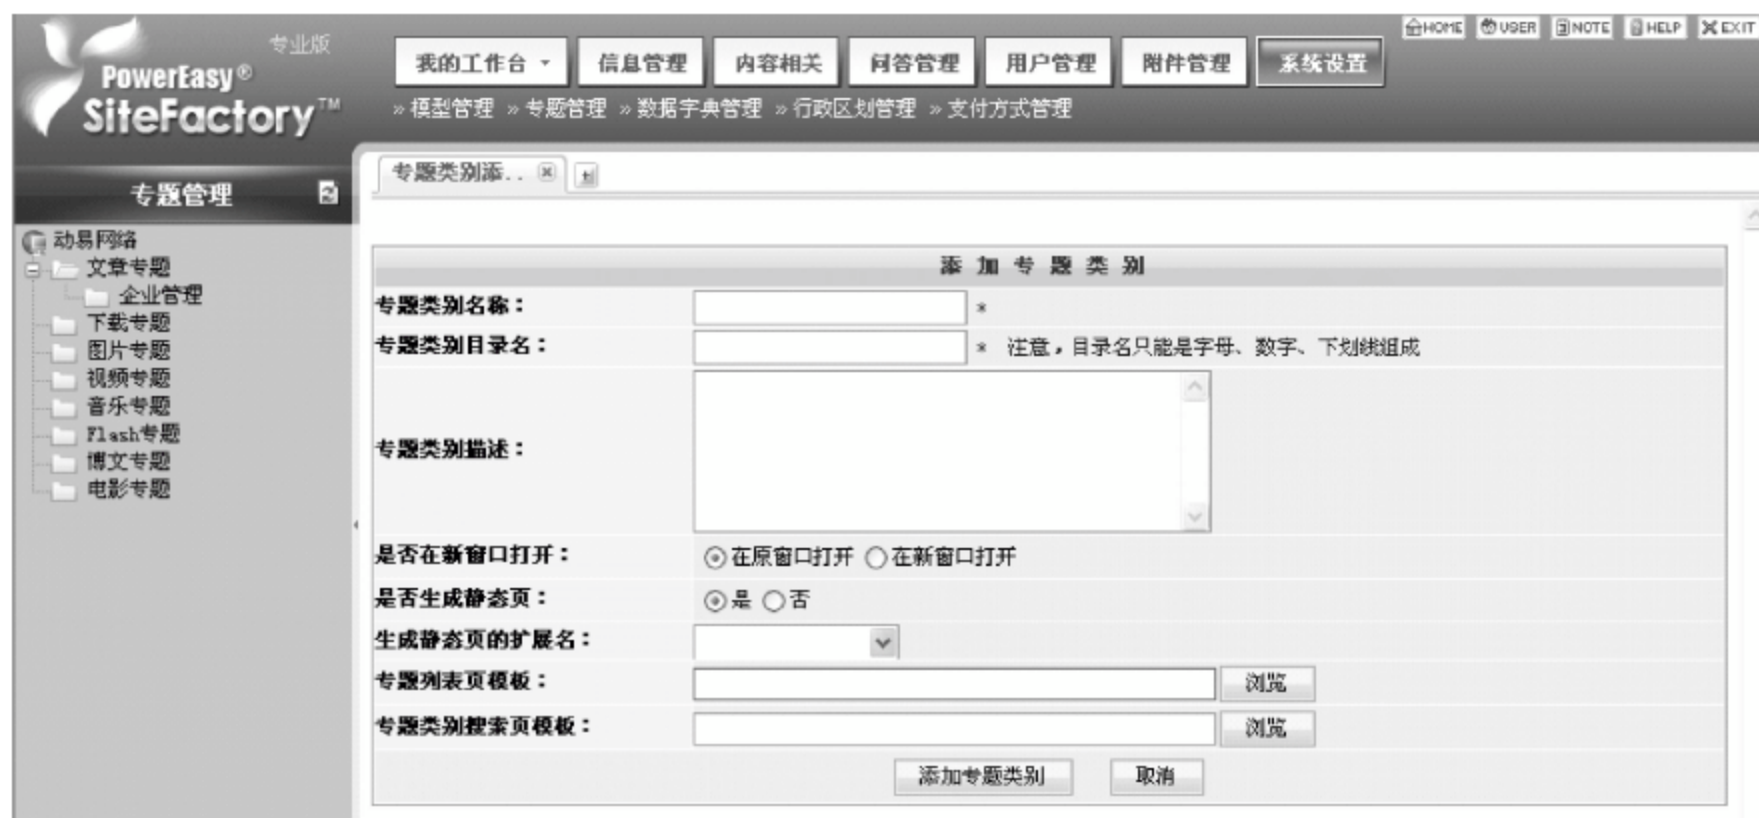 HOME USER NOTE HELP EXIT
专业版
PowerEasy®
SiteFactory™
我的工作台 信息管理 内容相关 问答管理 用户管理 附件管理 系统设置
» 模型管理 » 专题管理 » 数据字典管理 » 行政区划管理 » 支付方式管理
专题管理
动易网络
文章专题
企业管理
下载专题
图片专题
视频专题
音乐专题
Flash专题
博文专题
电影专题
专题类别添..
添加专题类别
专题类别名称： *
专题类别目录名： * 注意，目录名只能是字母、数字、下划线组成
专题类别描述：
是否在新窗口打开： 在原窗口打开 在新窗口打开
是否生成静态页： 是 否
生成静态页的扩展名：
专题列表页模板： 浏览
专题类别搜索页模板： 浏览
添加专题类别 取消